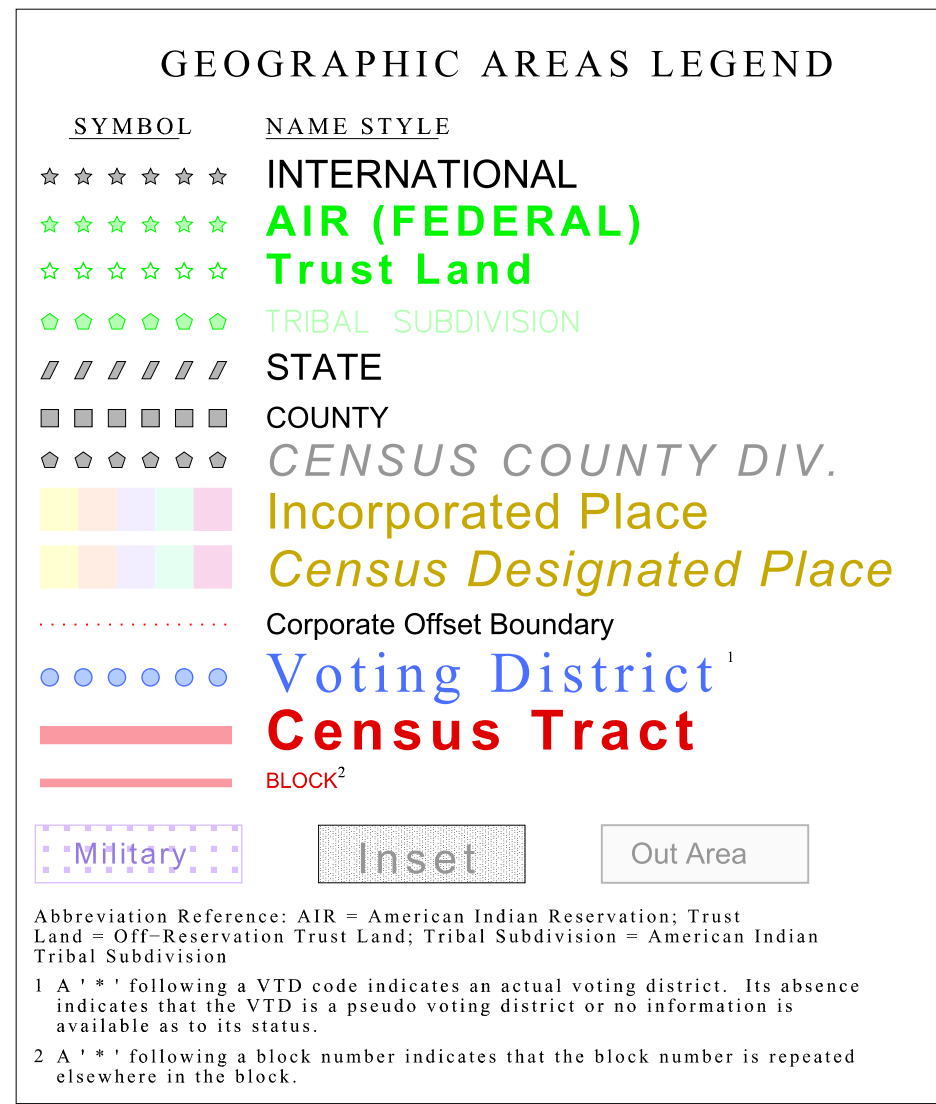 GEOGRAPHIC AREAS LEGEND
SYMBOL NAME STYLE
INTERNATIONAL
AIR (FEDERAL)
Trust Land
TRIBAL SUBDIVISION
STATE
COUNTY
CENSUS COUNTY DIV.
Incorporated Place
Census Designated Place
Corporate Offset Boundary
Voting District 1
Census Tract
BLOCK2
Military Inset Out Area
Abbreviation Reference: AIR = American Indian Reservation; Trust
Land = Off−Reservation Trust Land; Tribal Subdivision = American Indian
Tribal Subdivision
1 A ' * ' following a VTD code indicates an actual voting district. Its absence
indicates that the VTD is a pseudo voting district or no information is
available as to its status.
2 A ' * ' following a block number indicates that the block number is repeated
elsewhere in the block.